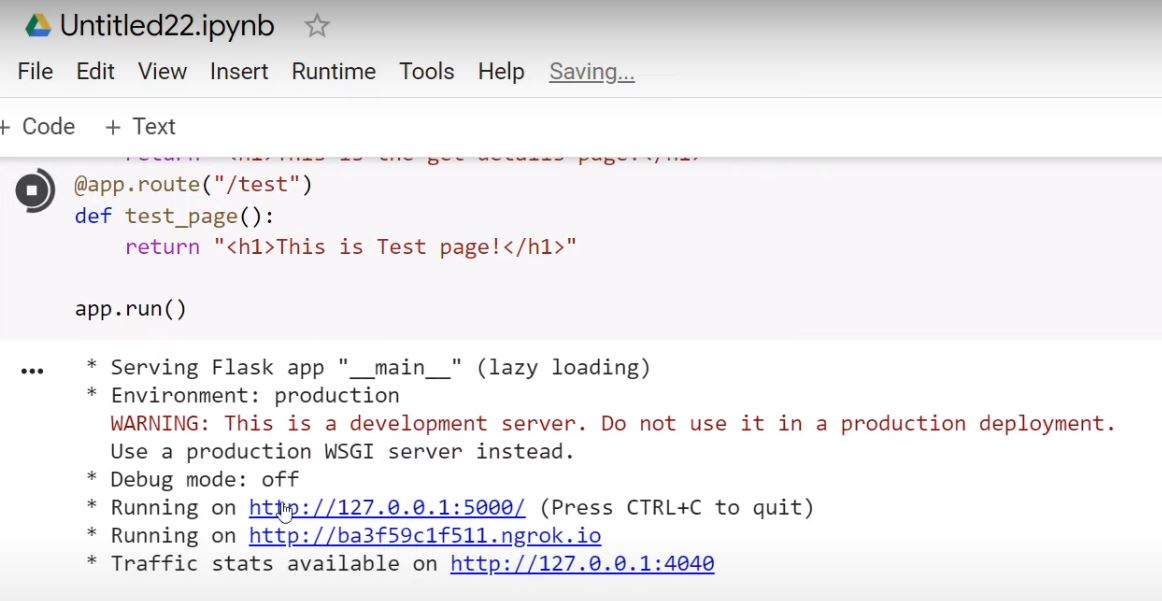 Untitled22.ipynb
File Edit View Insert Runtime Tools Help Saving...
+ Code + Text
return "<h1>This is the get details page!</h1>"
@app.route("/test")
def test_page():
    return "<h1>This is Test page!</h1>"
app.run()
* Serving Flask app "__main__" (lazy loading)
* Environment: production
WARNING: This is a development server. Do not use it in a production deployment.
Use a production WSGI server instead.
* Debug mode: off
* Running on http://127.0.0.1:5000/ (Press CTRL+C to quit)
* Running on http://ba3f59c1f511.ngrok.io
* Traffic stats available on http://127.0.0.1:4040